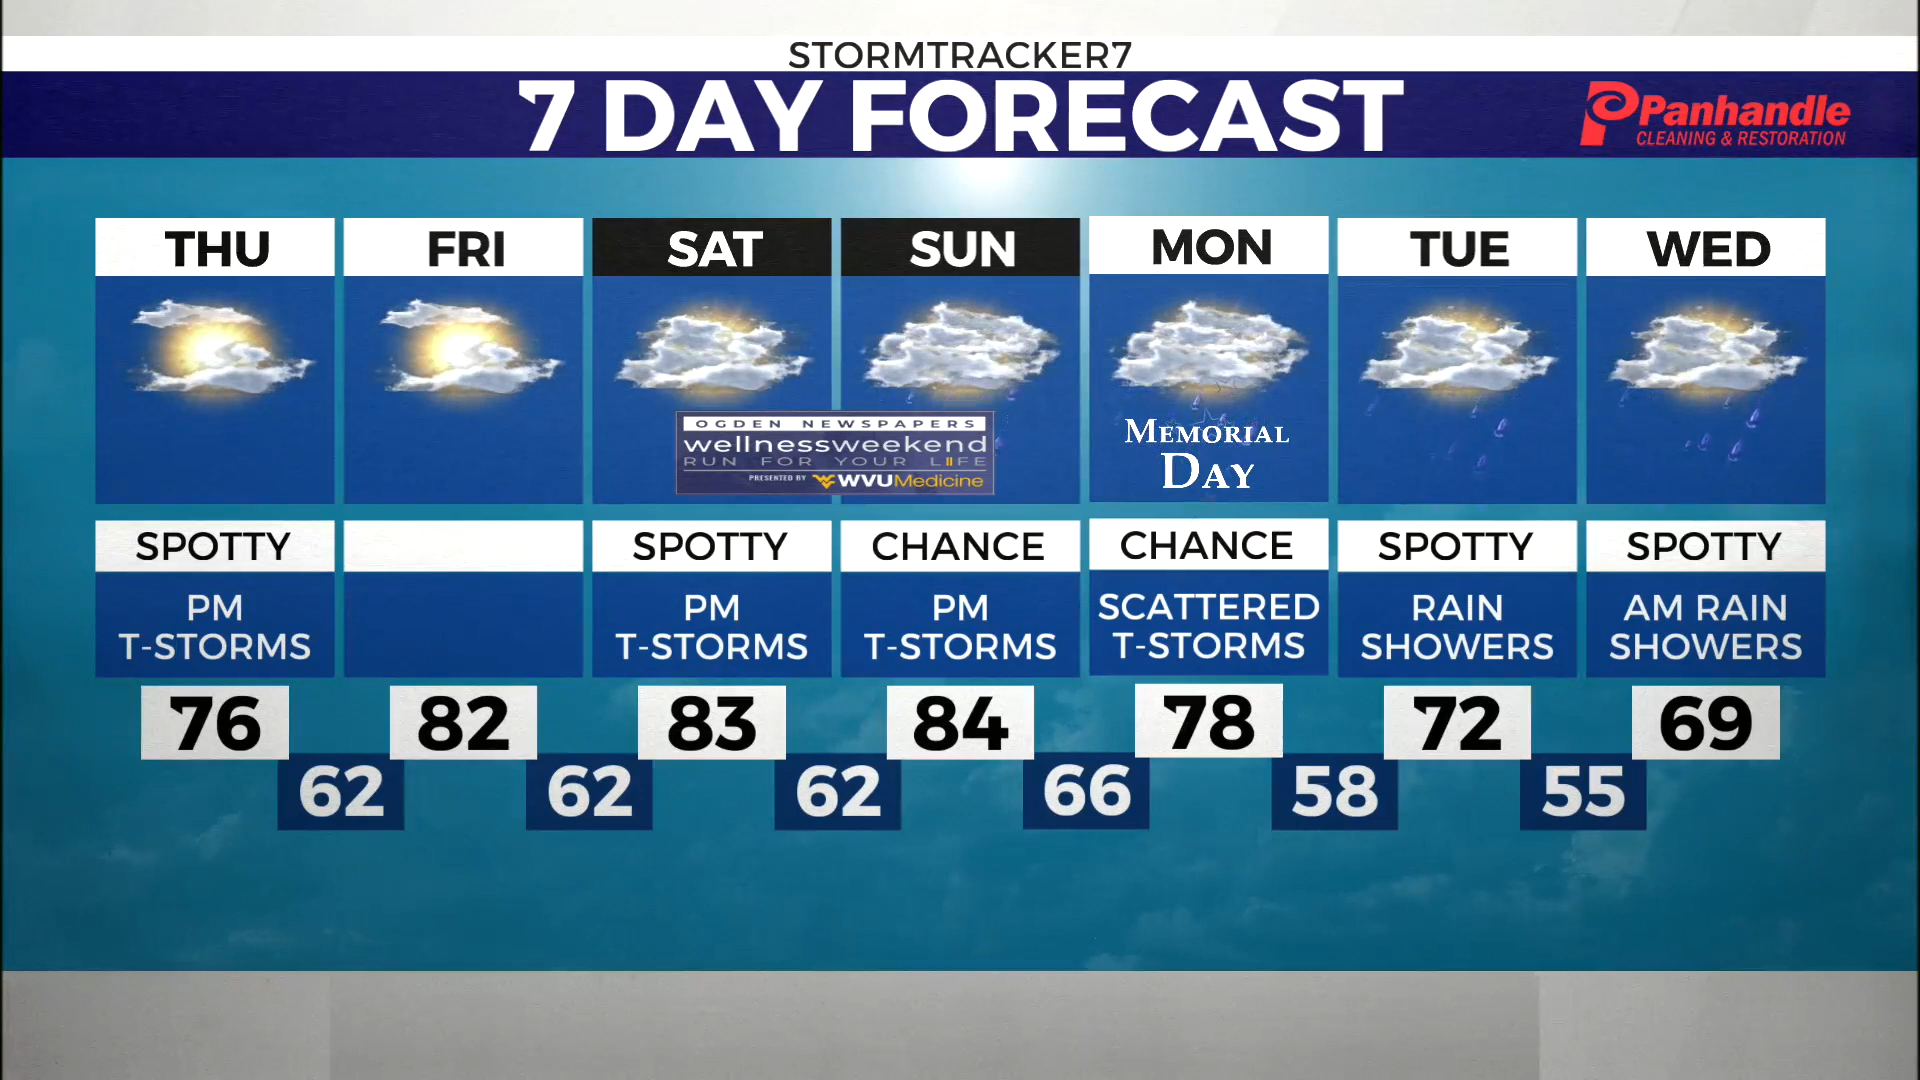 STORMTRACKER7
7 DAY FORECAST
Panhandle
CLEANING & RESTORATION
THU
FRI
SAT
SUN
MON
TUE
WED
OGDEN NEWSPAPERS
wellnessweekend
RUN FOR YOUR LIFE
PRESENTED BY WVUMedicine
MEMORIAL
DAY
SPOTTY
PM
T-STORMS
SPOTTY
PM
T-STORMS
CHANCE
PM
T-STORMS
CHANCE
SCATTERED
T-STORMS
SPOTTY
RAIN
SHOWERS
SPOTTY
AM RAIN
SHOWERS
76
82
83
84
78
72
69
62
62
62
66
58
55